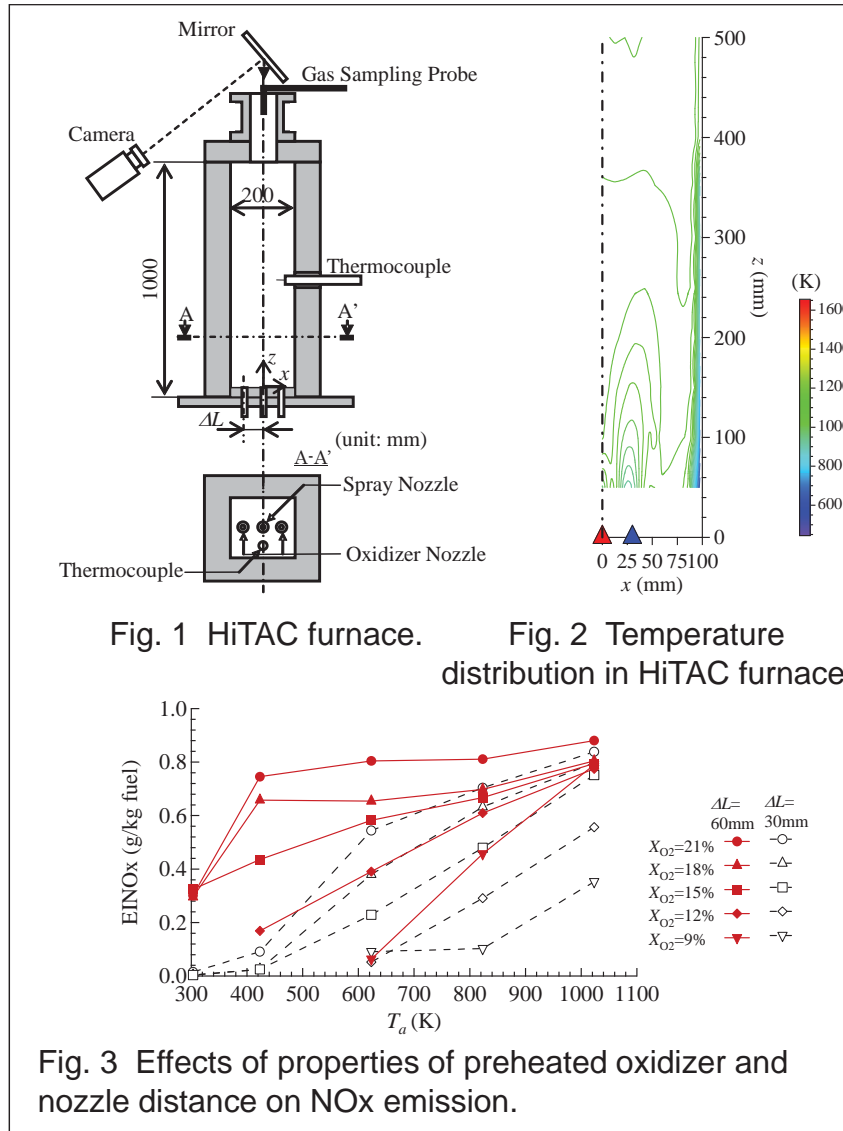 Mirror
Gas Sampling Probe
Camera
200
1000
Thermocouple
A
A'
z
x
ΔL
(unit: mm)
A-A'
Spray Nozzle
Oxidizer Nozzle
Thermocouple
Fig. 1 HiTAC furnace.
500
400
300
200
100
0
z (mm)
0 25 50 75 100
x (mm)
(K)
1600
1400
1200
1000
800
600
Fig. 2 Temperature
distribution in HiTAC furnace
1.0
0.8
0.6
0.4
0.2
0.0
EINOx (g/kg fuel)
300 400 500 600 700 800 900 1000 1100
Ta (K)
ΔL= ΔL=
60mm 30mm
XO2=21%
XO2=18%
XO2=15%
XO2=12%
XO2=9%
Fig. 3 Effects of properties of preheated oxidizer and
nozzle distance on NOx emission.